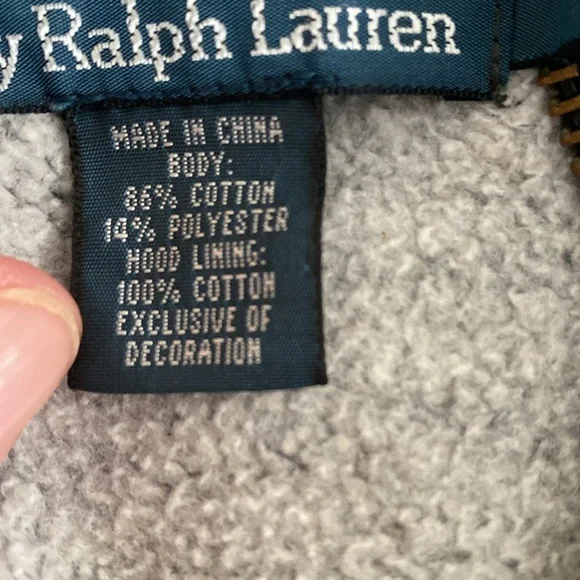 y Ralph Lauren
MADE IN CHINA
BODY:
86% COTTON
14% POLYESTER
HOOD LINING:
100% COTTON
EXCLUSIVE OF
DECORATION